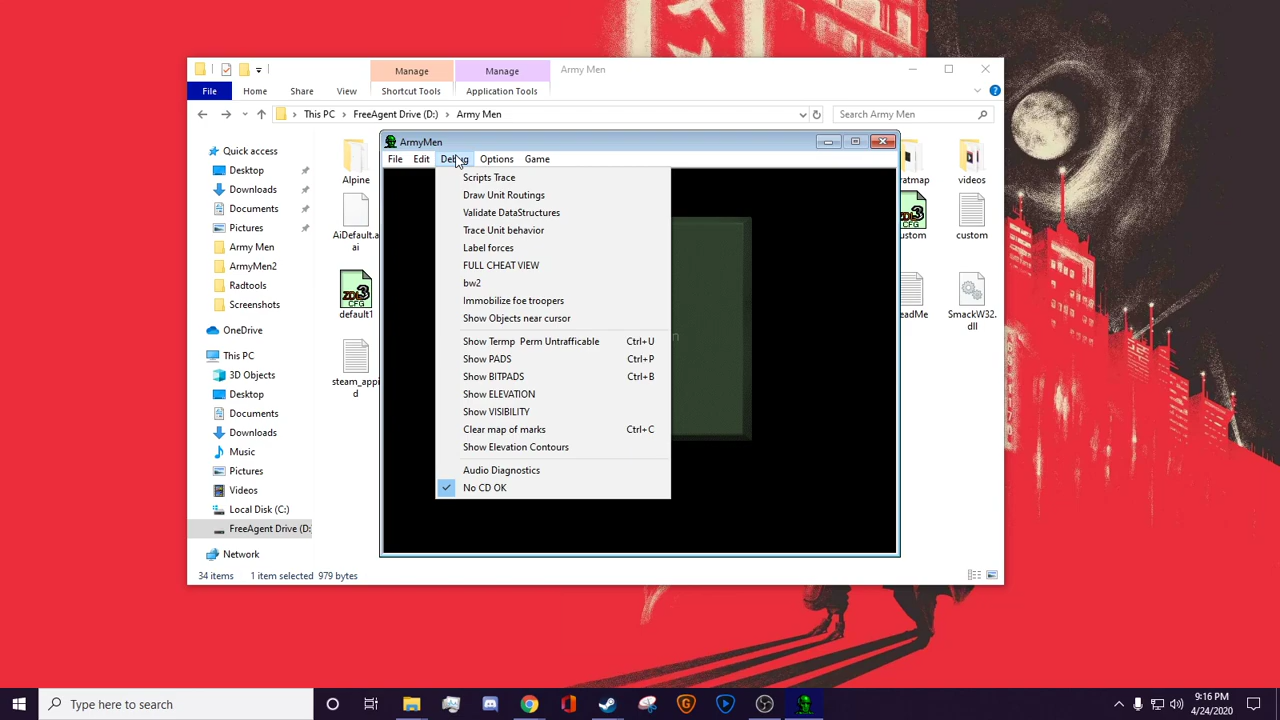 Manage Manage Army Men
File Home Share View Shortcut Tools Application Tools
This PC FreeAgent Drive (D:) Army Men Search Army Men
Quick access
Desktop
Downloads
Documents
Pictures
Army Men
ArmyMen2
Radtools
Screenshots
OneDrive
This PC
3D Objects
Desktop
Documents
Downloads
Music
Pictures
Videos
Local Disk (C:)
FreeAgent Drive (D:
Network
34 items 1 item selected 979 bytes
Alpine
AiDefault.a
ai
ZDI3
CFG
default1
steam_appi
d
ArmyMen
File Edit Debug Options Game
Scripts Trace
Draw Unit Routings
Validate DataStructures
Trace Unit behavior
Label forces
FULL CHEAT VIEW
bw2
Immobilize foe troopers
Show Objects near cursor
Show Termp Perm Untrafficable Ctrl+U
Show PADS Ctrl+P
Show BITPADS Ctrl+B
Show ELEVATION
Show VISIBILITY
Clear map of marks Ctrl+C
Show Elevation Contours
Audio Diagnostics
No CD OK
ratmap videos
ustom custom
eadMe SmackW32.
dll
Type here to search
9:16 PM
4/24/2020